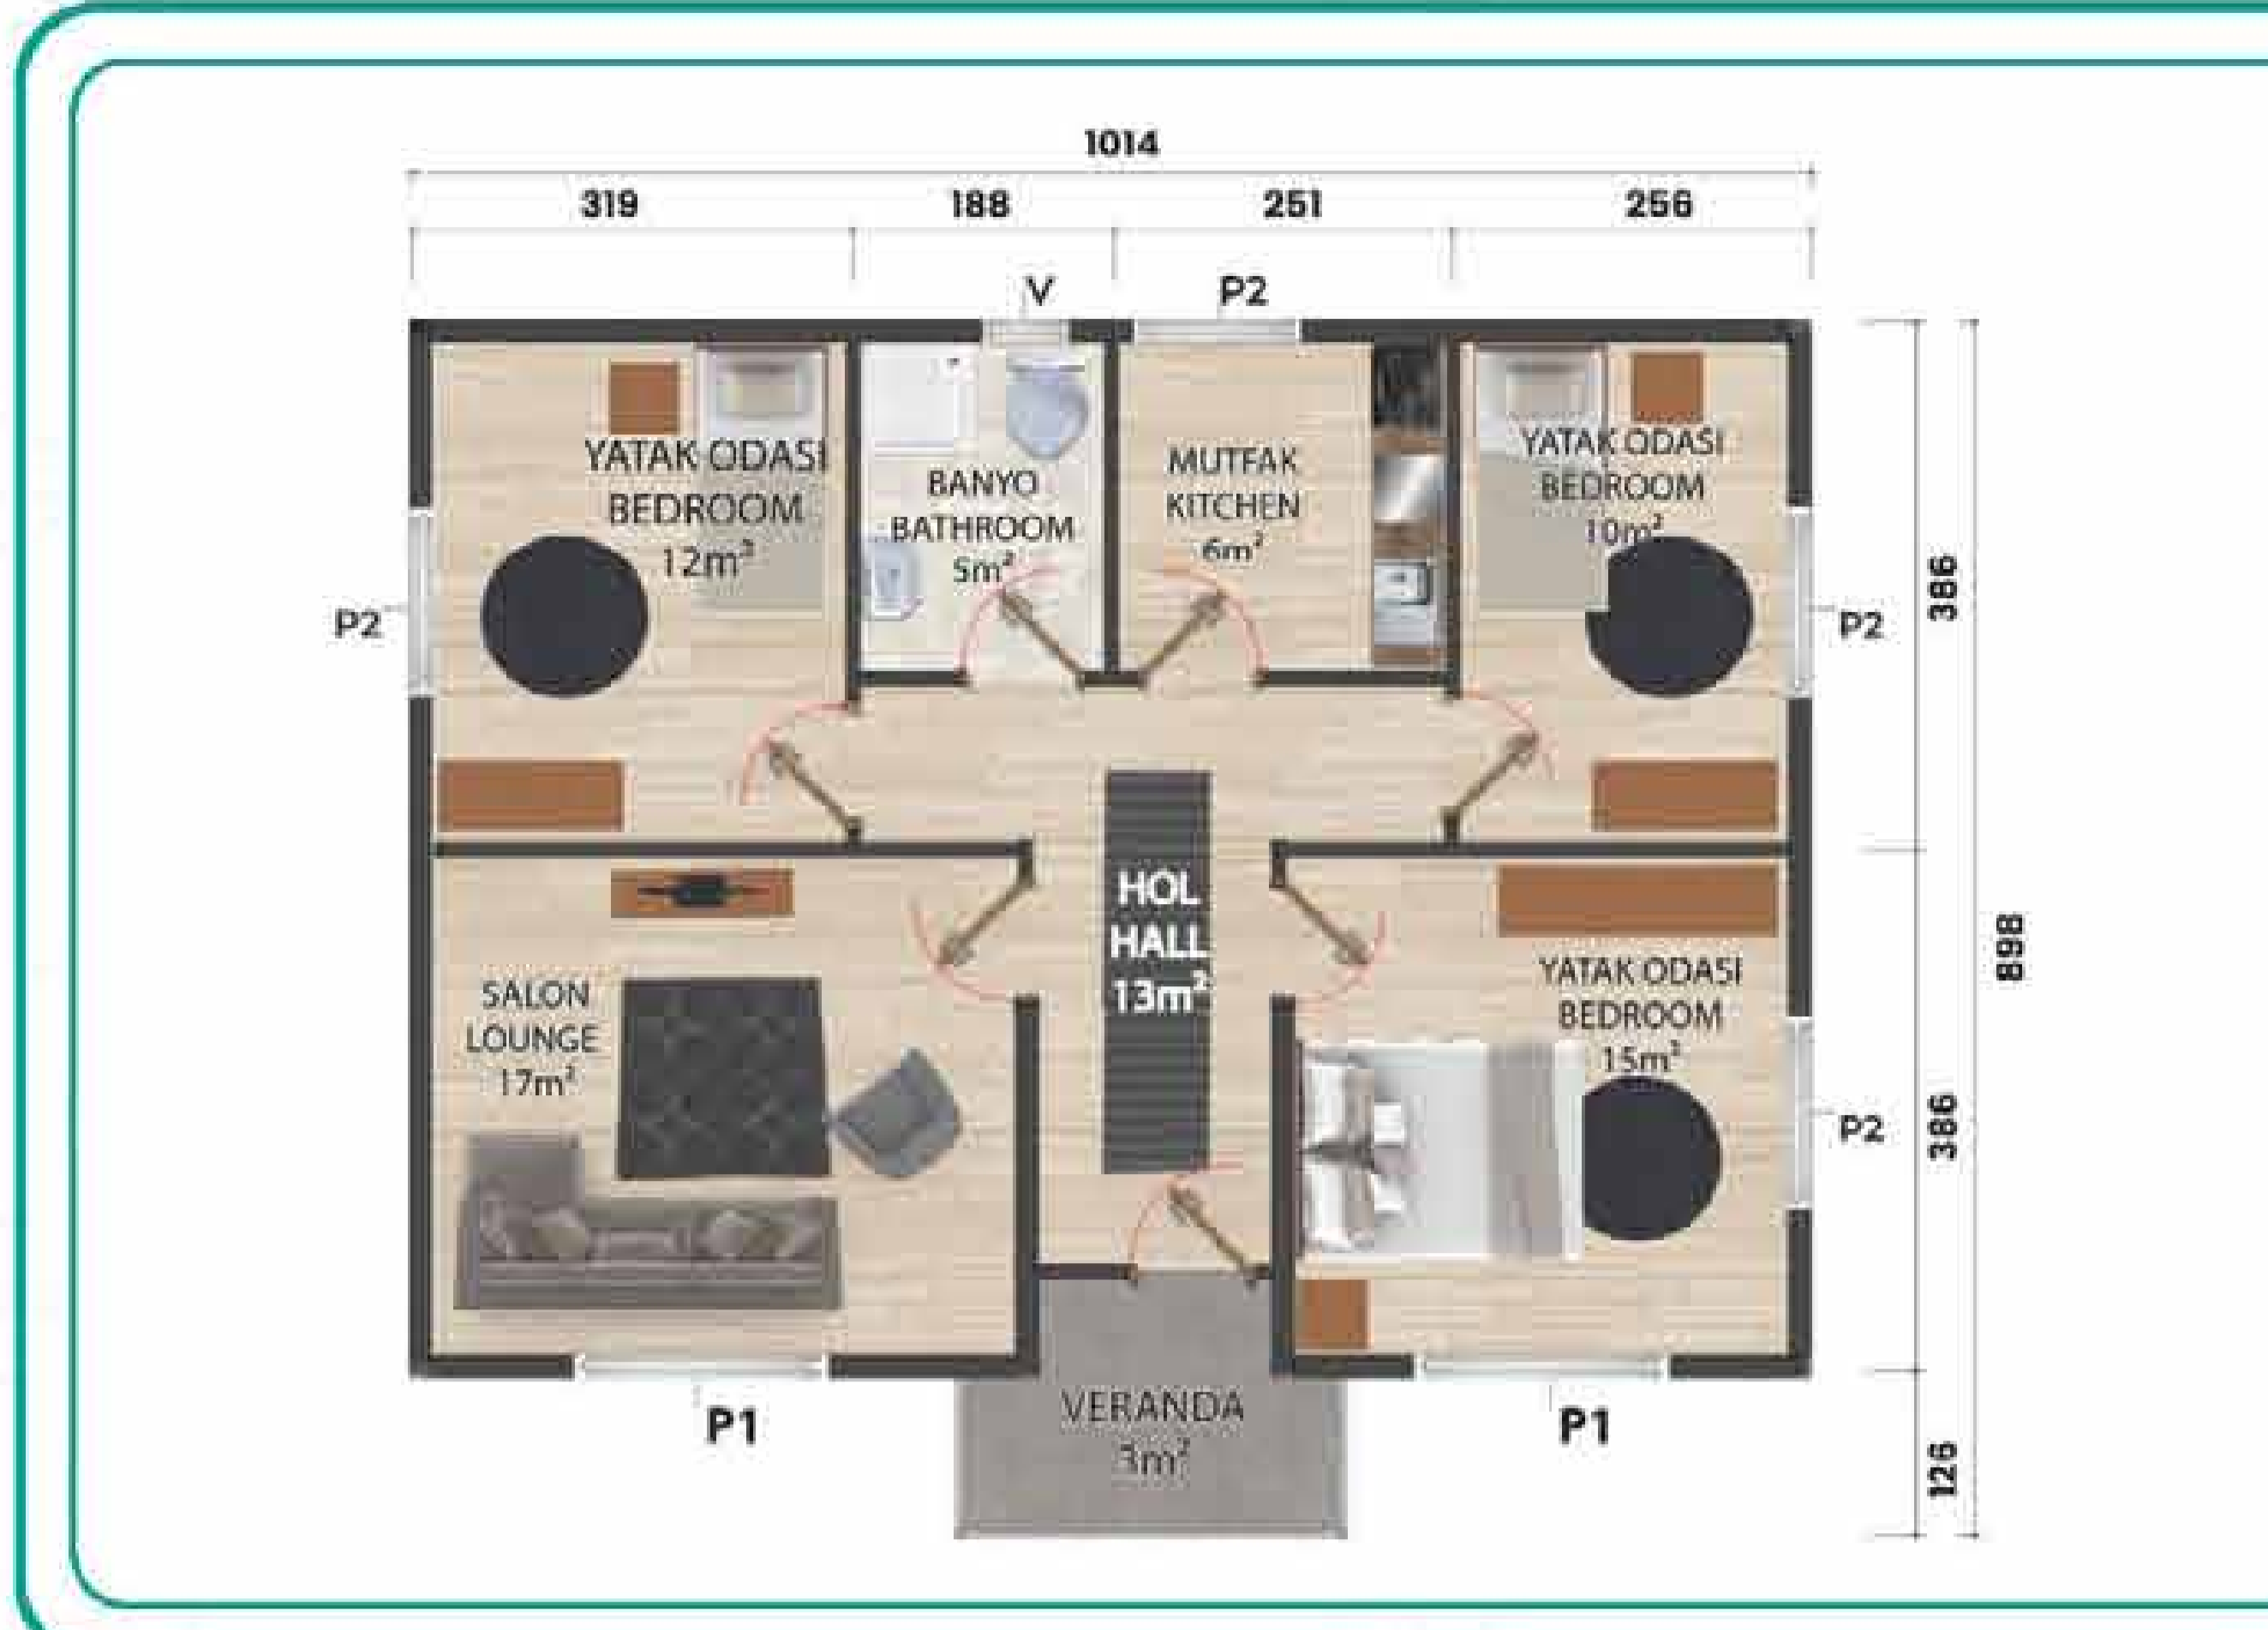 1014
319 188 251 256
V P2
YATAK ODASI
BEDROOM
12m²
BANYO
BATHROOM
5m²
MUTFAK
KITCHEN
6m²
YATAK ODASI
BEDROOM
10m²
P2
P2
386
HOL
HALL
13m²
898
SALON
LOUNGE
17m²
YATAK ODASI
BEDROOM
15m²
P2
386
P1
P1
VERANDA
3m²
126